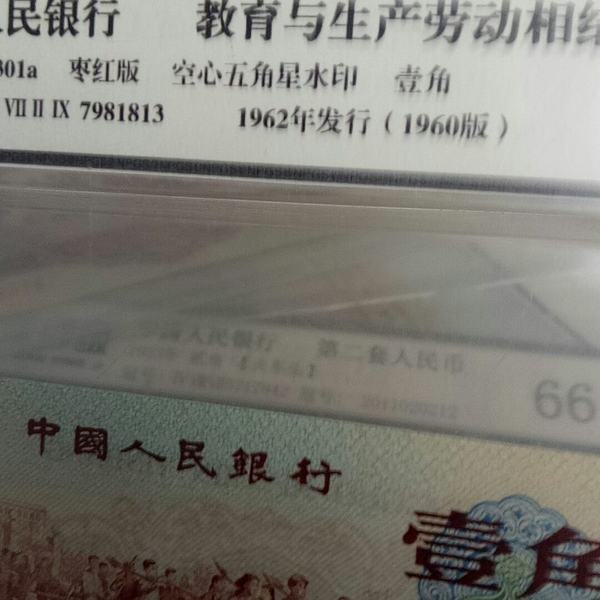 民银行 教育与生产劳动相结
301a 枣红版 空心五角星水印 壹角
VII II IX 7981813 1962年发行（1960版）
国人民银行 第二套人民币
66
中國人民銀行
壹角